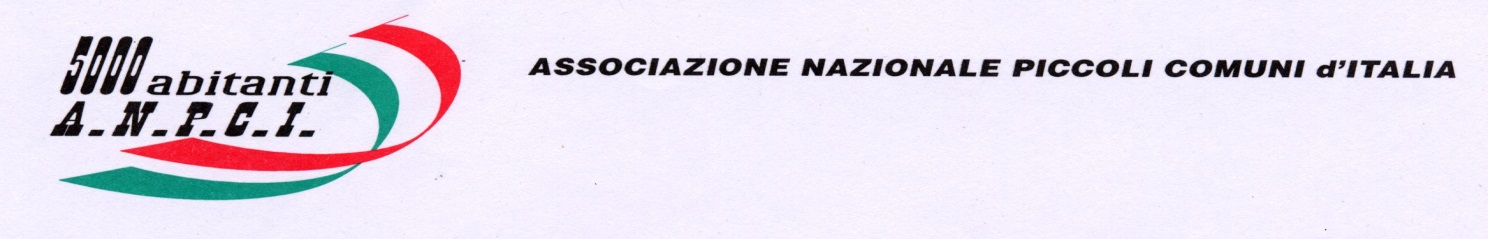 5000 abitanti
A.N.P.C.I.
ASSOCIAZIONE NAZIONALE PICCOLI COMUNI d'ITALIA